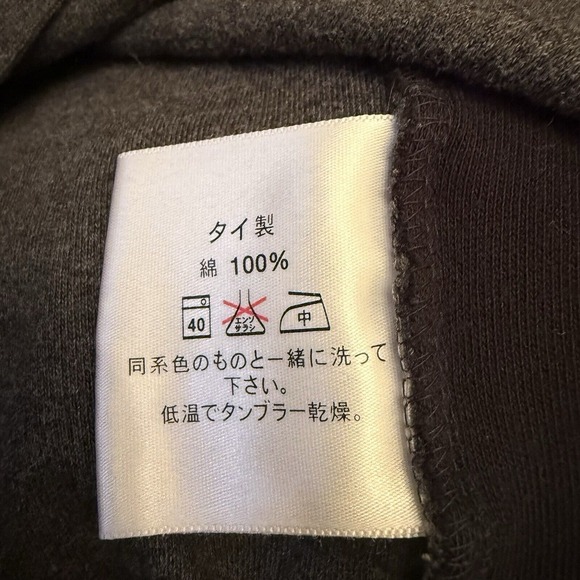 タイ製
綿 100%
40 エンソ サラシ 中
同系色のものと一緒に洗って
下さい。
低温でタンブラー乾燥。